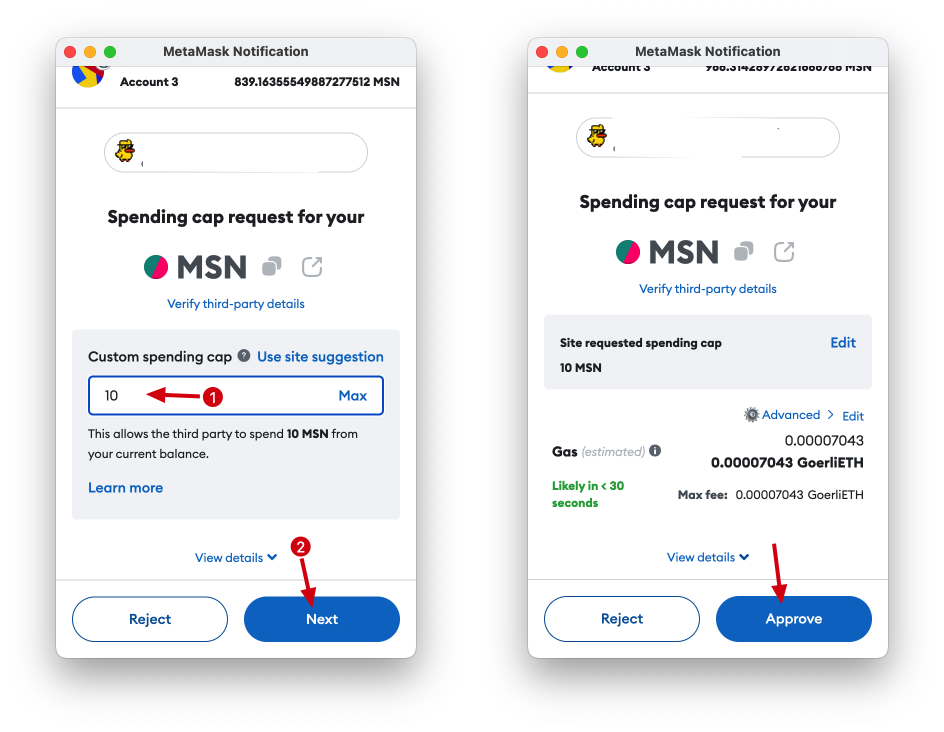 MetaMask Notification
Account 3
839.16355549887277512 MSN
Spending cap request for your
MSN
Verify third-party details
Custom spending cap ? Use site suggestion
10
Max
1
This allows the third party to spend 10 MSN from
your current balance.
Learn more
View details
2
Reject
Next
MetaMask Notification
Account 3
MSN
Spending cap request for your
MSN
Verify third-party details
Site requested spending cap
Edit
10 MSN
Advanced > Edit
0.00007043
Gas (estimated) i
0.00007043 GoerliETH
Likely in < 30
seconds
Max fee: 0.00007043 GoerliETH
View details
Reject
Approve